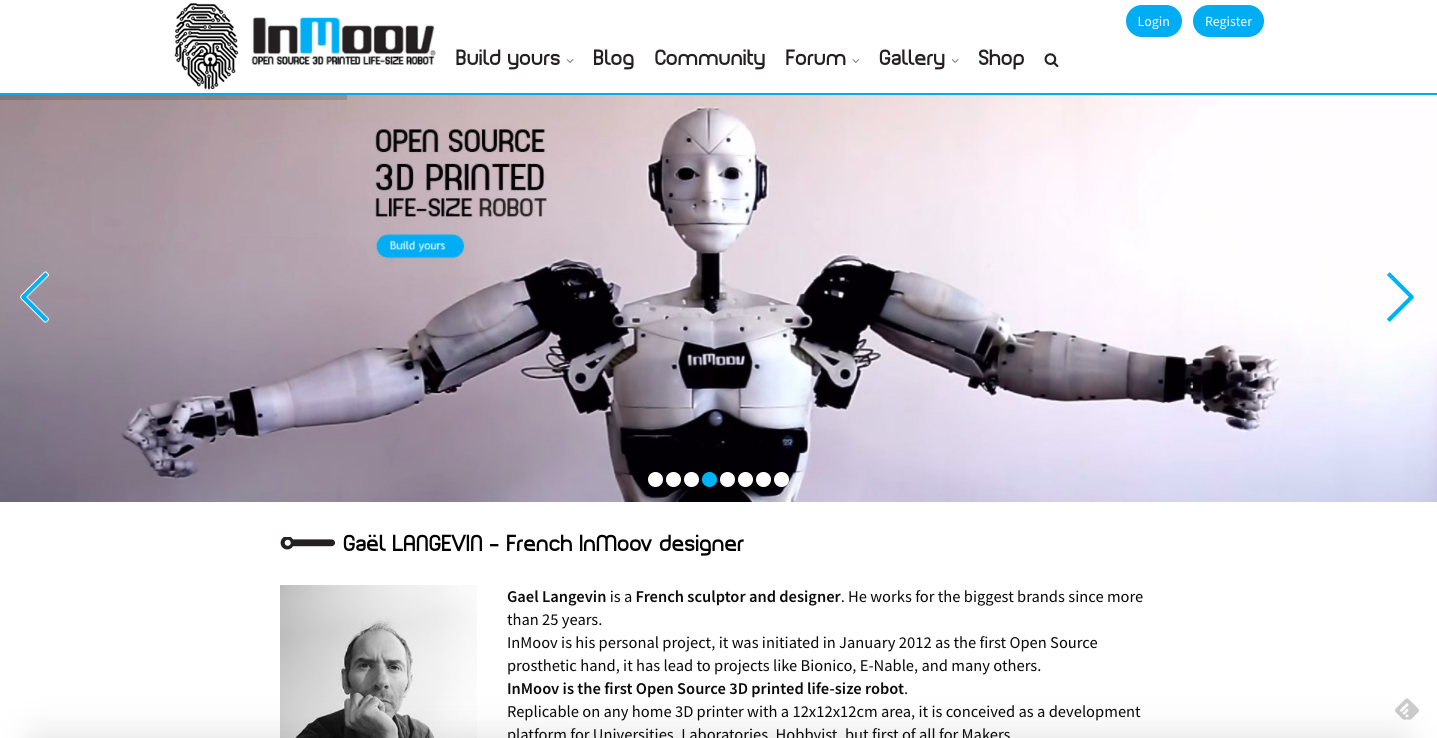 InMoov
OPEN SOURCE 3D PRINTED LIFE-SIZE ROBOT
Login
Register
Build yours
Blog
Community
Forum
Gallery
Shop
OPEN SOURCE
3D PRINTED
LIFE-SIZE ROBOT
Build yours
InMoov
Gaël LANGEVIN - French InMoov designer
Gael Langevin is a French sculptor and designer. He works for the biggest brands since more
than 25 years.
InMoov is his personal project, it was initiated in January 2012 as the first Open Source
prosthetic hand, it has lead to projects like Bionico, E-Nable, and many others.
InMoov is the first Open Source 3D printed life-size robot.
Replicable on any home 3D printer with a 12x12x12cm area, it is conceived as a development
platform for Universities, Laboratories, Hobbyist, but first of all for Makers.